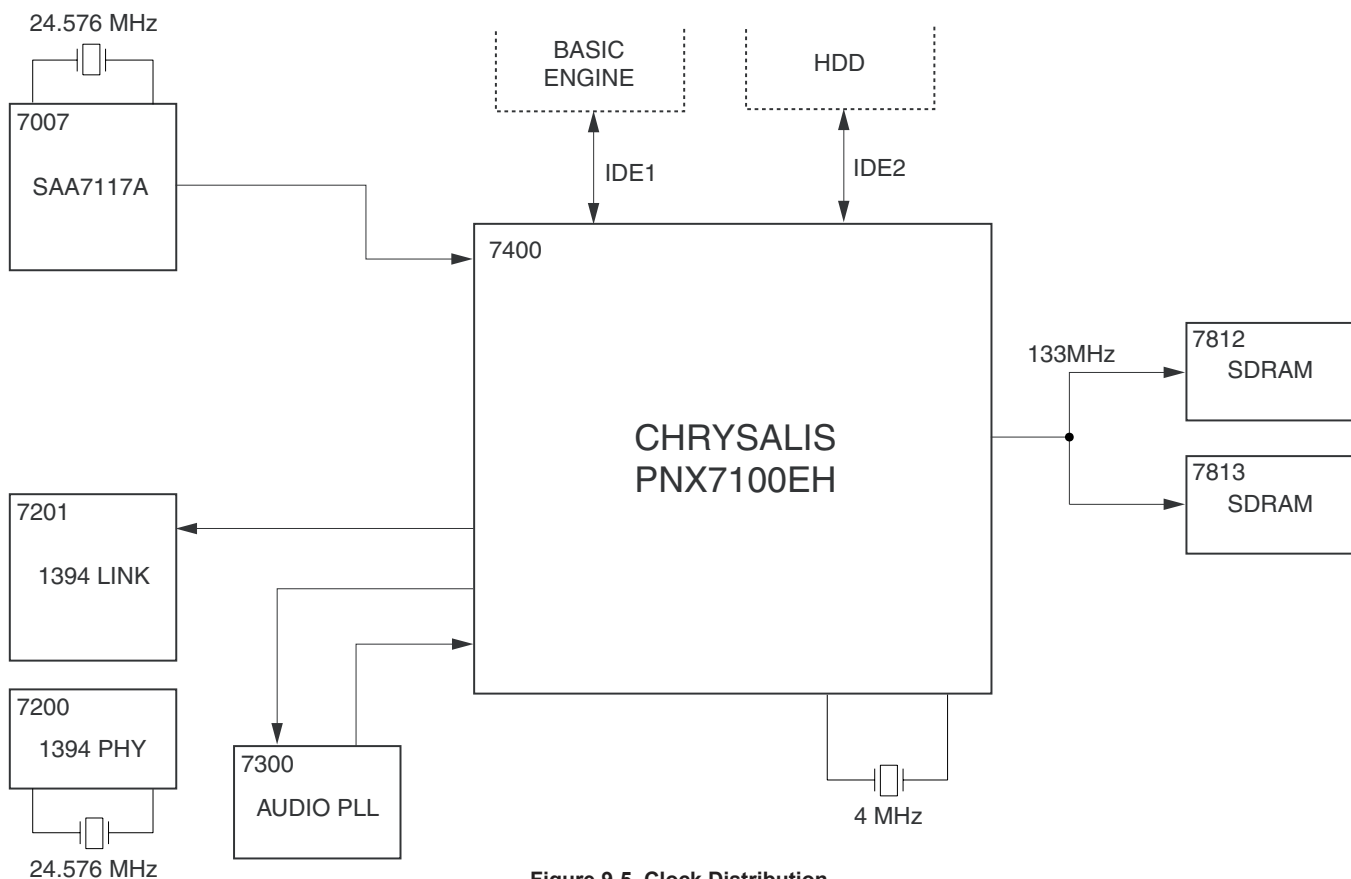 24.576 MHz
7007
SAA7117A
BASIC
ENGINE
HDD
IDE1
IDE2
7400
CHRYSALIS
PNX7100EH
133MHz
7812
SDRAM
7813
SDRAM
7201
1394 LINK
7200
1394 PHY
24.576 MHz
7300
AUDIO PLL
4 MHz
Figure 9-5 Clock Distribution